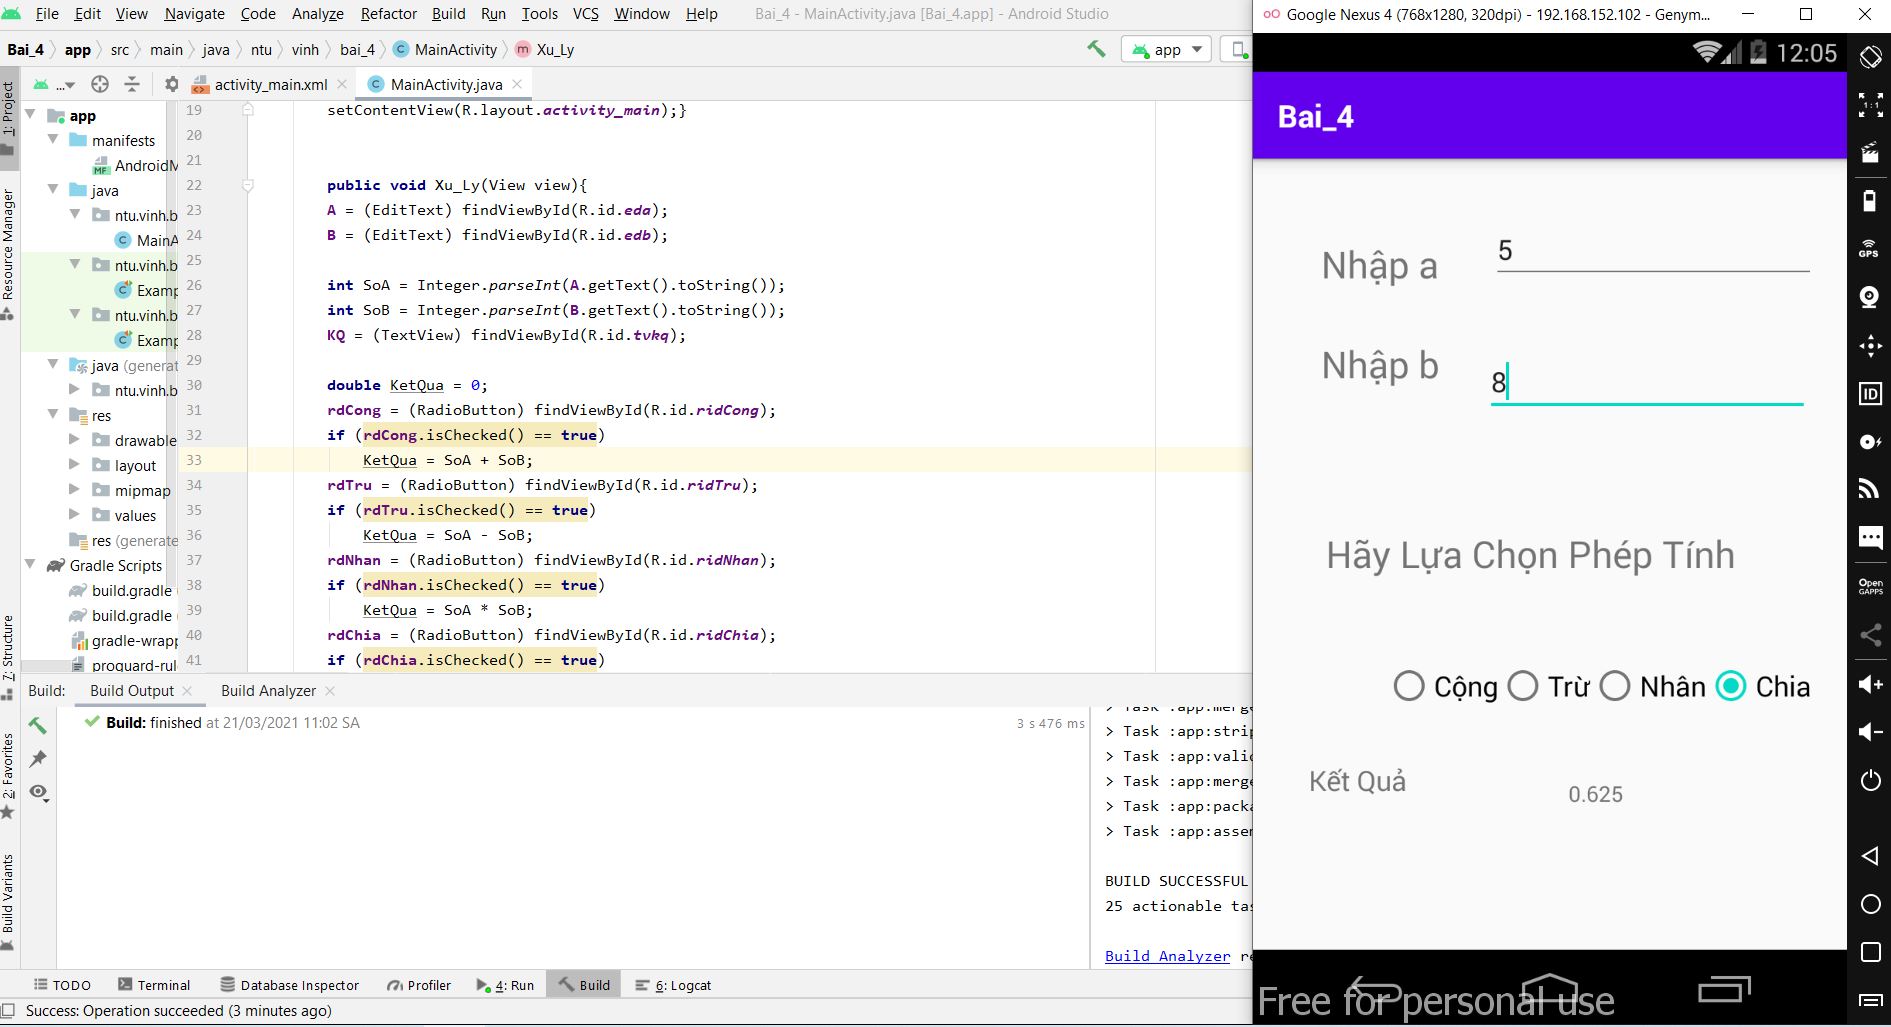 File Edit View Navigate Code Analyze Refactor Build Run Tools VCS Window Help Bai_4 - MainActivity.java [Bai_4.app] - Android Studio
Bai_4 app src main java ntu vinh bai_4 MainActivity Xu_Ly app
... activity_main.xml MainActivity.java
1: Project
Resource Manager
7: Structure
2: Favorites
Build Variants
app
manifests
AndroidM
java
ntu.vinh.b
MainA
ntu.vinh.b
Examp
ntu.vinh.b
Examp
java (generat
ntu.vinh.b
res
drawable
layout
mipmap
values
res (generate
Gradle Scripts
build.gradle
build.gradle
gradle-wrapp
proguard-rul
19 setContentView(R.layout.activity_main);}
20
21
22 public void Xu_Ly(View view){
23 A = (EditText) findViewById(R.id.eda);
24 B = (EditText) findViewById(R.id.edb);
25
26 int SoA = Integer.parseInt(A.getText().toString());
27 int SoB = Integer.parseInt(B.getText().toString());
28 KQ = (TextView) findViewById(R.id.tvkq);
29
30 double KetQua = 0;
31 rdCong = (RadioButton) findViewById(R.id.ridCong);
32 if (rdCong.isChecked() == true)
33 KetQua = SoA + SoB;
34 rdTru = (RadioButton) findViewById(R.id.ridTru);
35 if (rdTru.isChecked() == true)
36 KetQua = SoA - SoB;
37 rdNhan = (RadioButton) findViewById(R.id.ridNhan);
38 if (rdNhan.isChecked() == true)
39 KetQua = SoA * SoB;
40 rdChia = (RadioButton) findViewById(R.id.ridChia);
41 if (rdChia.isChecked() == true)
Build: Build Output Build Analyzer
Build: finished at 21/03/2021 11:02 SA 3 s 476 ms
> Task :app:merge
> Task :app:strip
> Task :app:valid
> Task :app:merge
> Task :app:packa
> Task :app:assem
BUILD SUCCESSFUL
25 actionable tas
Build Analyzer re
TODO Terminal Database Inspector Profiler 4: Run Build 6: Logcat
Success: Operation succeeded (3 minutes ago)
Google Nexus 4 (768x1280, 320dpi) - 192.168.152.102 - Genym...
12:05
Bai_4
Nhập a 5
Nhập b 8
Hãy Lựa Chọn Phép Tính
Cộng Trừ Nhân Chia
Kết Quả 0.625
Free for personal use
1:1
GPS
ID
Open GAPPS